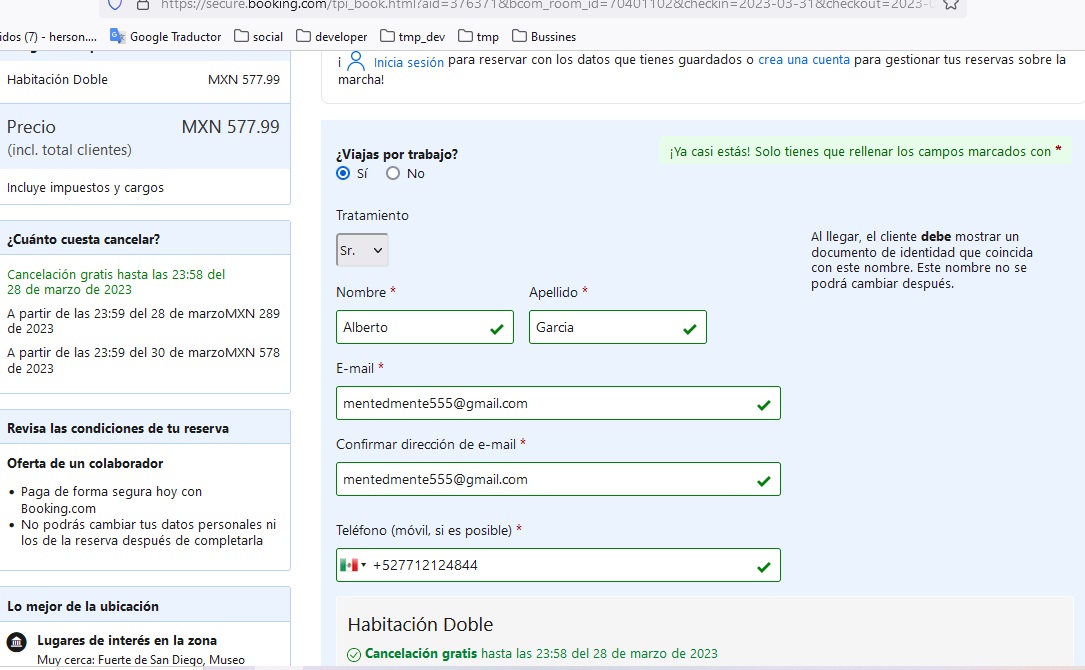 https://secure.booking.com/tpi_book.html?aid=376371&bcom_room_id=70401102&checkin=2023-03-31&checkout=2023-
idos (7) - herson.... Google Traductor social developer tmp_dev tmp Bussines
Habitación Doble MXN 577.99
Precio MXN 577.99
(incl. total clientes)
Incluye impuestos y cargos
¿Cuánto cuesta cancelar?
Cancelación gratis hasta las 23:58 del
28 de marzo de 2023
A partir de las 23:59 del 28 de marzoMXN 289
de 2023
A partir de las 23:59 del 30 de marzoMXN 578
de 2023
Revisa las condiciones de tu reserva
Oferta de un colaborador
• Paga de forma segura hoy con
Booking.com
• No podrás cambiar tus datos personales ni
los de la reserva después de completarla
Lo mejor de la ubicación
Lugares de interés en la zona
Muy cerca: Fuerte de San Diego, Museo
¡ Inicia sesión para reservar con los datos que tienes guardados o crea una cuenta para gestionar tus reservas sobre la
marcha!
¡Ya casi estás! Solo tienes que rellenar los campos marcados con *
¿Viajas por trabajo?
Sí No
Tratamiento
Sr.
Al llegar, el cliente debe mostrar un
documento de identidad que coincida
con este nombre. Este nombre no se
podrá cambiar después.
Nombre * Apellido *
Alberto Garcia
E-mail *
mentedmente555@gmail.com
Confirmar dirección de e-mail *
mentedmente555@gmail.com
Teléfono (móvil, si es posible) *
+527712124844
Habitación Doble
Cancelación gratis hasta las 23:58 del 28 de marzo de 2023